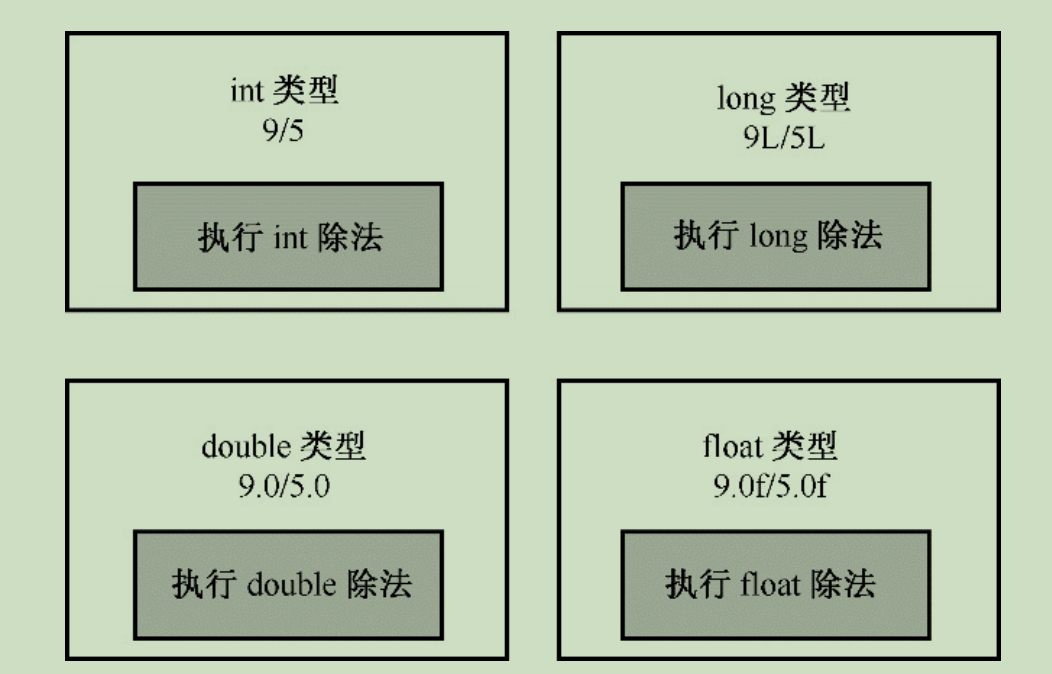 int 类型
9/5
执行 int 除法
long 类型
9L/5L
执行 long 除法
double 类型
9.0/5.0
执行 double 除法
float 类型
9.0f/5.0f
执行 float 除法